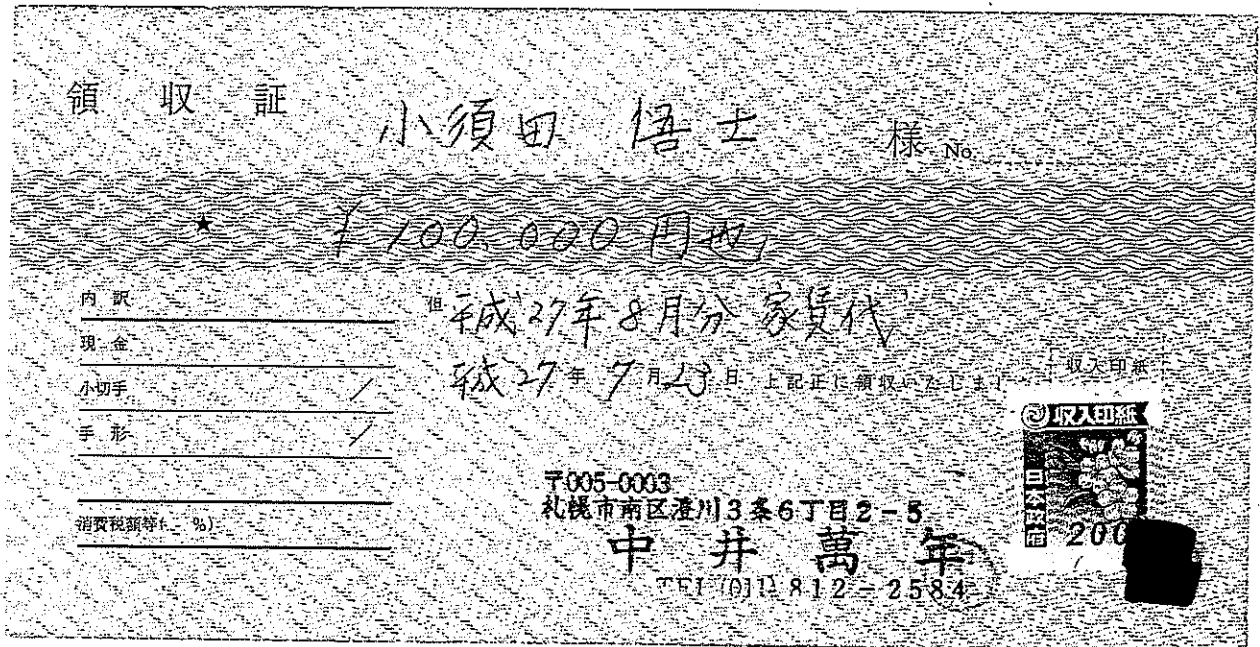 領収証 小須田 悟士 様 No.
★ ¥100,000円也
内訳
但 平成27年8月分 家賃代
現金
平成27年7月23日 上記正に領収いたしまし
小切手 /
収入印紙
手形 /
収入印紙
日本政府
200
〒005-0003
札幌市南区澄川3条6丁目2-5
消費税額等( %)
中井萬年
TEL (011) 812-2584